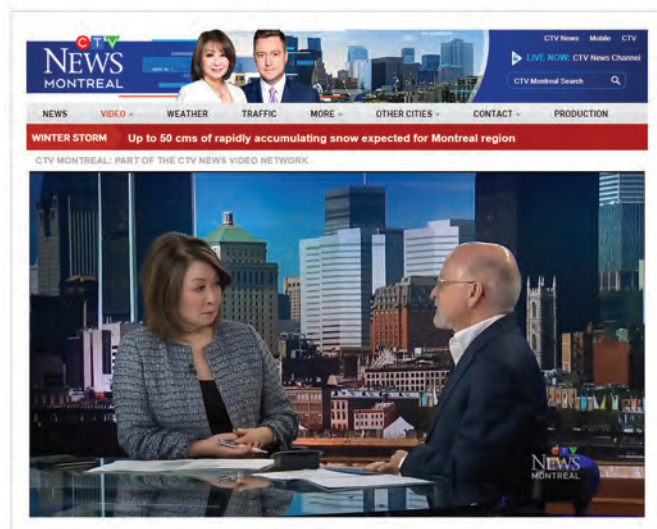 CTV News Mobile CTV
CTV
NEWS
MONTREAL
LIVE NOW: CTV News Channel
CTV Montreal Search
NEWS VIDEO WEATHER TRAFFIC MORE OTHER CITIES CONTACT PRODUCTION
WINTER STORM Up to 50 cms of rapidly accumulating snow expected for Montreal region
CTV MONTREAL: PART OF THE CTV NEWS VIDEO NETWORK
CTV
NEWS
MONTREAL